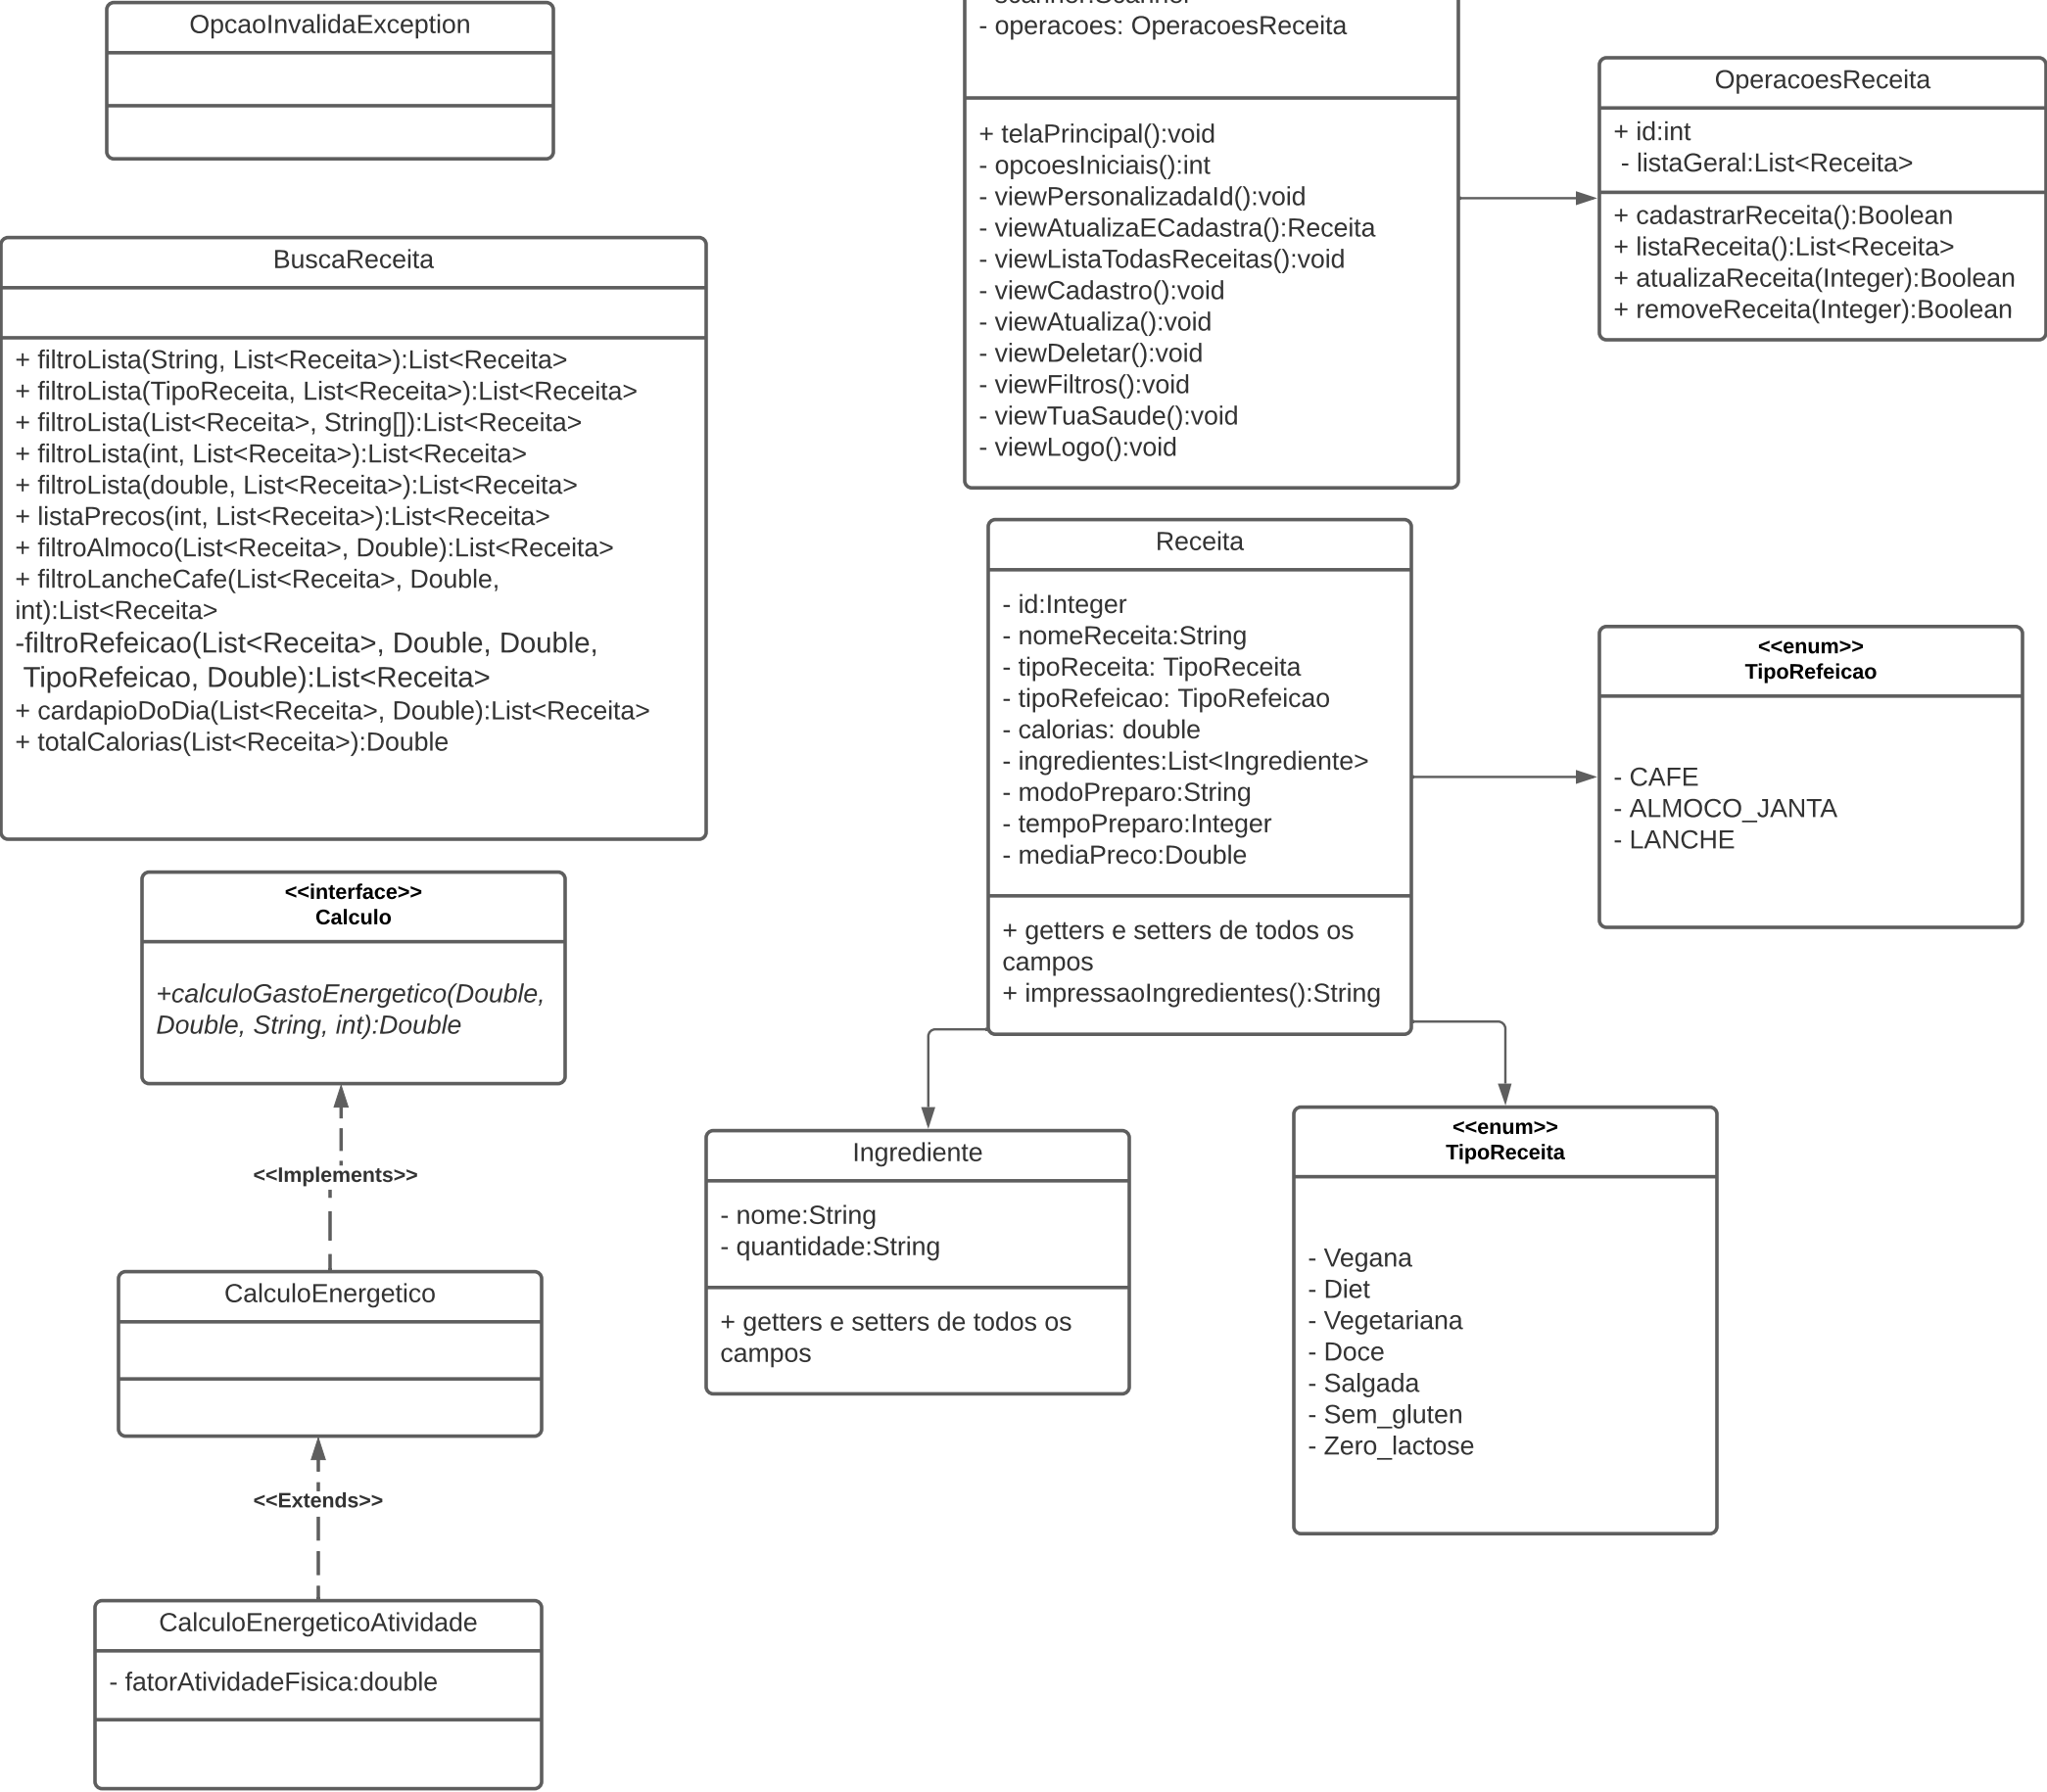 OpcaoInvalidaException
- operacoes: OperacoesReceita
+ telaPrincipal():void
- opcoesIniciais():int
- viewPersonalizadaId():void
- viewAtualizaECadastra():Receita
- viewListaTodasReceitas():void
- viewCadastro():void
- viewAtualiza():void
- viewDeletar():void
- viewFiltros():void
- viewTuaSaude():void
- viewLogo():void
OperacoesReceita
+ id:int
- listaGeral:List<Receita>
+ cadastrarReceita():Boolean
+ listaReceita():List<Receita>
+ atualizaReceita(Integer):Boolean
+ removeReceita(Integer):Boolean
BuscaReceita
+ filtroLista(String, List<Receita>):List<Receita>
+ filtroLista(TipoReceita, List<Receita>):List<Receita>
+ filtroLista(List<Receita>, String[]):List<Receita>
+ filtroLista(int, List<Receita>):List<Receita>
+ filtroLista(double, List<Receita>):List<Receita>
+ listaPrecos(int, List<Receita>):List<Receita>
+ filtroAlmoco(List<Receita>, Double):List<Receita>
+ filtroLancheCafe(List<Receita>, Double,
int):List<Receita>
-filtroRefeicao(List<Receita>, Double, Double,
TipoRefeicao, Double):List<Receita>
+ cardapioDoDia(List<Receita>, Double):List<Receita>
+ totalCalorias(List<Receita>):Double
Receita
- id:Integer
- nomeReceita:String
- tipoReceita: TipoReceita
- tipoRefeicao: TipoRefeicao
- calorias: double
- ingredientes:List<Ingrediente>
- modoPreparo:String
- tempoPreparo:Integer
- mediaPreco:Double
+ getters e setters de todos os
campos
+ impressaoIngredientes():String
<<enum>>
TipoRefeicao
- CAFE
- ALMOCO_JANTA
- LANCHE
<<interface>>
Calculo
+calculoGastoEnergetico(Double,
Double, String, int):Double
<<Implements>>
CalculoEnergetico
<<Extends>>
CalculoEnergeticoAtividade
- fatorAtividadeFisica:double
Ingrediente
- nome:String
- quantidade:String
+ getters e setters de todos os
campos
<<enum>>
TipoReceita
- Vegana
- Diet
- Vegetariana
- Doce
- Salgada
- Sem_gluten
- Zero_lactose